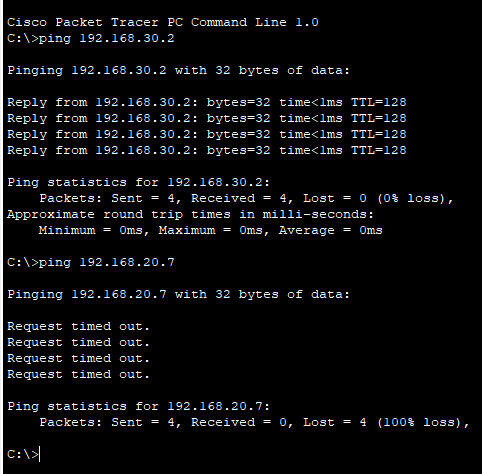 Cisco Packet Tracer PC Command Line 1.0
C:\>ping 192.168.30.2
Pinging 192.168.30.2 with 32 bytes of data:
Reply from 192.168.30.2: bytes=32 time<1ms TTL=128
Reply from 192.168.30.2: bytes=32 time<1ms TTL=128
Reply from 192.168.30.2: bytes=32 time<1ms TTL=128
Reply from 192.168.30.2: bytes=32 time<1ms TTL=128
Ping statistics for 192.168.30.2:
    Packets: Sent = 4, Received = 4, Lost = 0 (0% loss),
Approximate round trip times in milli-seconds:
    Minimum = 0ms, Maximum = 0ms, Average = 0ms
C:\>ping 192.168.20.7
Pinging 192.168.20.7 with 32 bytes of data:
Request timed out.
Request timed out.
Request timed out.
Request timed out.
Ping statistics for 192.168.20.7:
    Packets: Sent = 4, Received = 0, Lost = 4 (100% loss),
C:\>